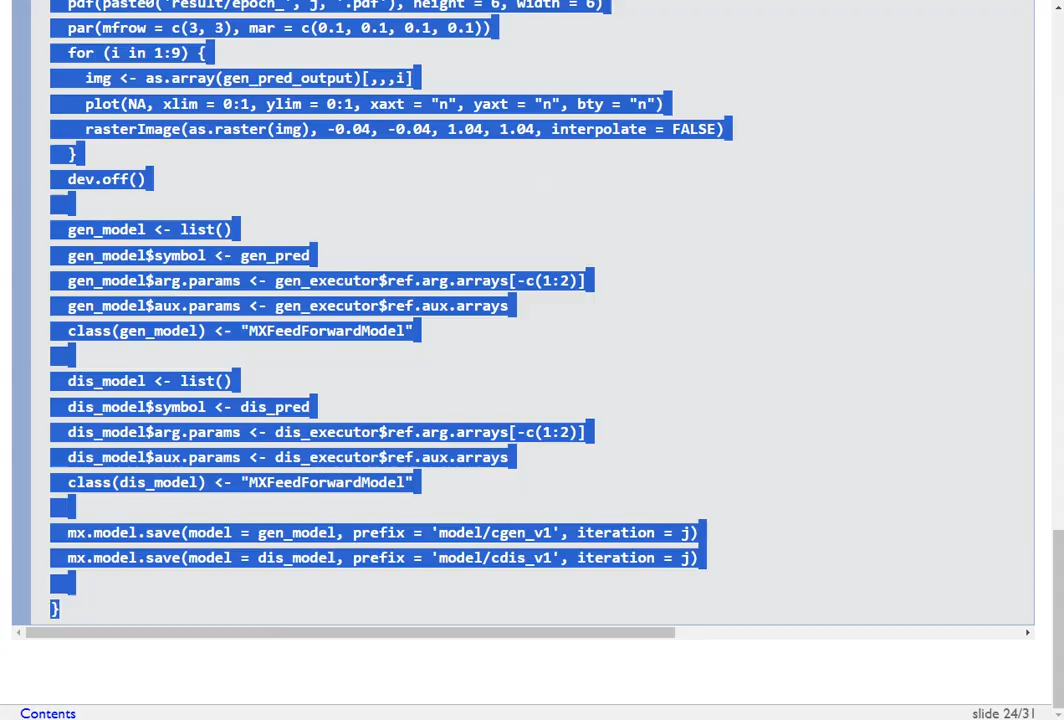 pdf(paste0('result/epoch_', j, '.pdf'), height = 6, width = 6)
par(mfrow = c(3, 3), mar = c(0.1, 0.1, 0.1, 0.1))
for (i in 1:9) {
img <- as.array(gen_pred_output)[,,,i]
plot(NA, xlim = 0:1, ylim = 0:1, xaxt = "n", yaxt = "n", bty = "n")
rasterImage(as.raster(img), -0.04, -0.04, 1.04, 1.04, interpolate = FALSE)
}
dev.off()
gen_model <- list()
gen_model$symbol <- gen_pred
gen_model$arg.params <- gen_executor$ref.arg.arrays[-c(1:2)]
gen_model$aux.params <- gen_executor$ref.aux.arrays
class(gen_model) <- "MXFeedForwardModel"
dis_model <- list()
dis_model$symbol <- dis_pred
dis_model$arg.params <- dis_executor$ref.arg.arrays[-c(1:2)]
dis_model$aux.params <- dis_executor$ref.aux.arrays
class(dis_model) <- "MXFeedForwardModel"
mx.model.save(model = gen_model, prefix = 'model/cgen_v1', iteration = j)
mx.model.save(model = dis_model, prefix = 'model/cdis_v1', iteration = j)
}
Contents
slide 24/31